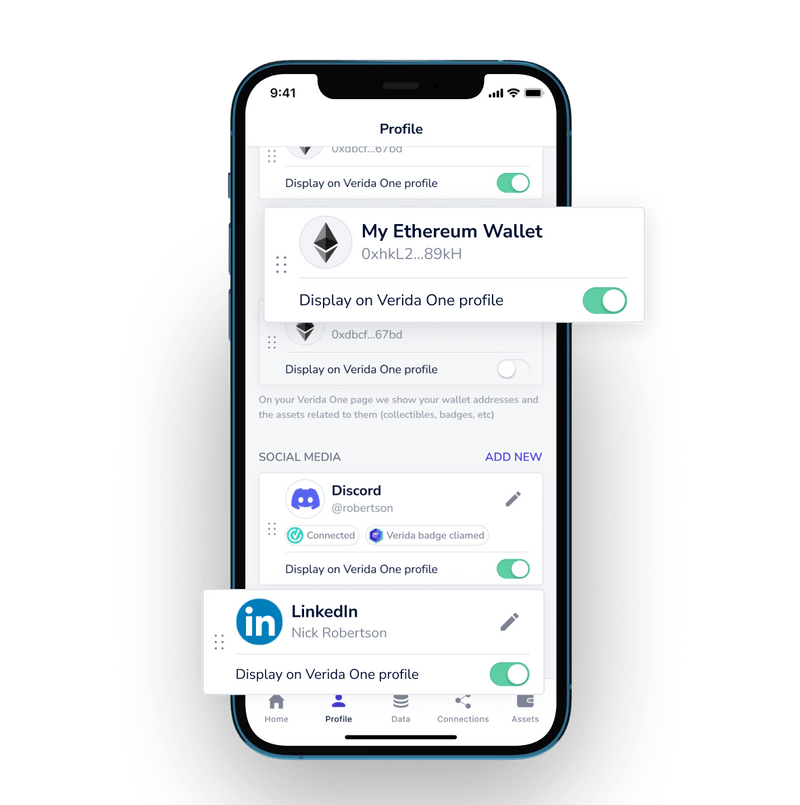 9:41
Profile
0xdbcf...67bd
Display on Verida One profile
My Ethereum Wallet
0xhkL2...89kH
Display on Verida One profile
0xdbcf...67bd
Display on Verida One profile
On your Verida One page we show your wallet addresses and
the assets related to them (collectibles, badges, etc)
SOCIAL MEDIA ADD NEW
Discord
@robertson
Connected Verida badge cliamed
Display on Verida One profile
in LinkedIn
Nick Robertson
Display on Verida One profile
Home Profile Data Connections Assets